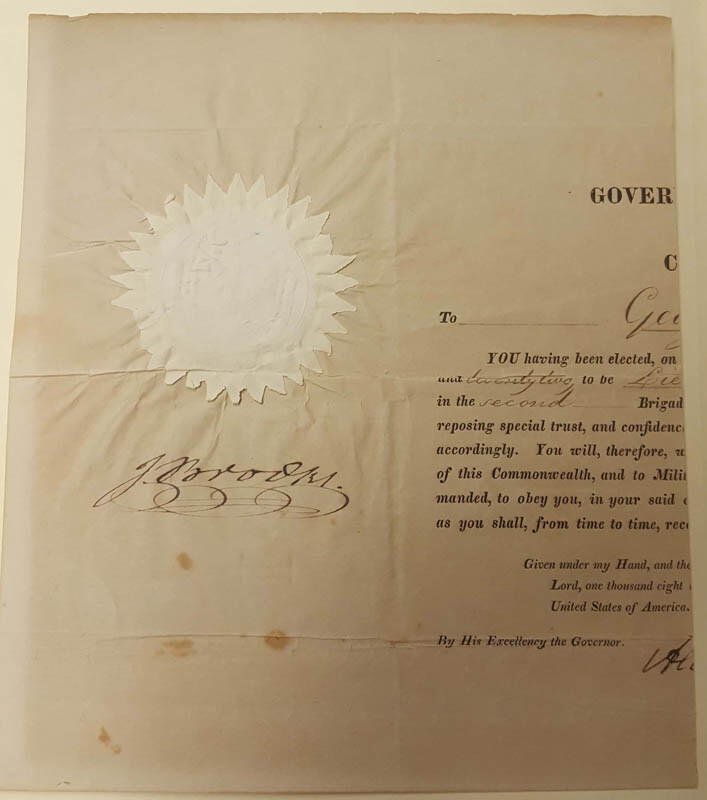 GOVER
C
To Geo
YOU having been elected, on
and twenty two to be Lie
in the second Brigad
reposing special trust, and confidenc
accordingly. You will, therefore, w
of this Commonwealth, and to Milit
manded, to obey you, in your said
as you shall, from time to time, rece
J. Brooks.
Given under my Hand, and the
Lord, one thousand eight
United States of America.
By His Excellency the Governor.